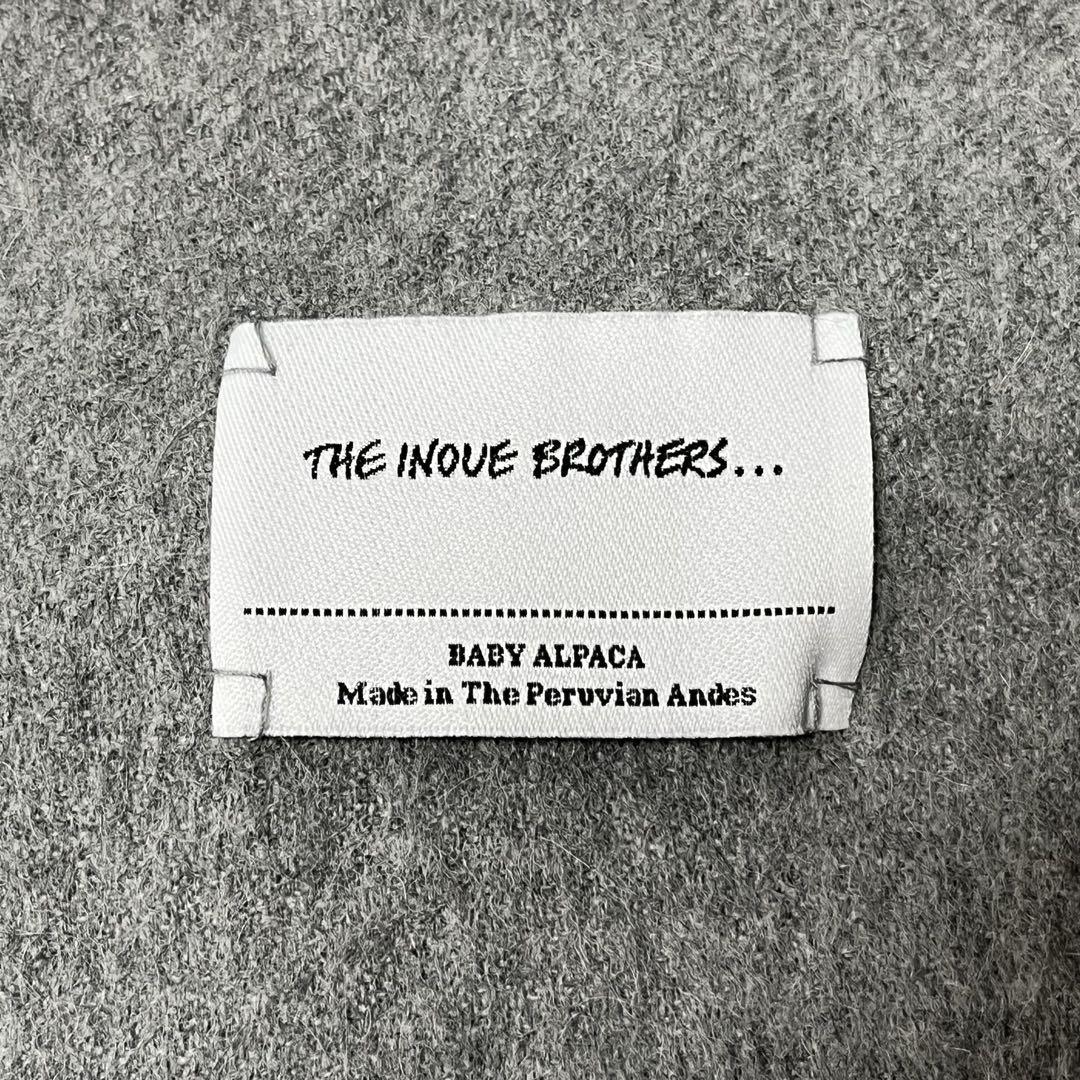 THE INOUE BROTHERS...
BABY ALPACA
Made in The Peruvian Andes